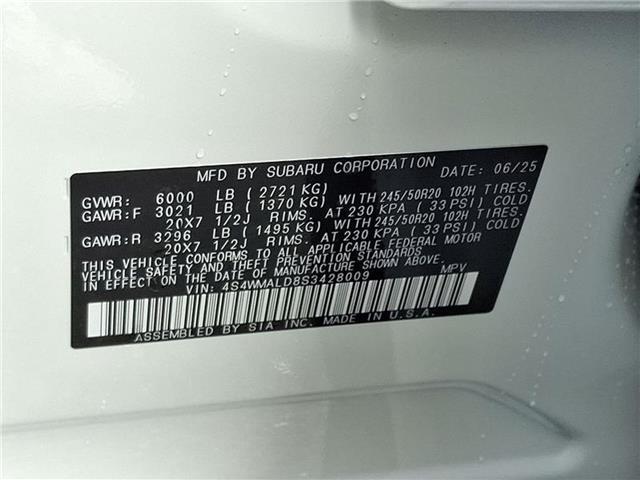 MFD BY SUBARU CORPORATION DATE: 06/25
GVWR: 6000 LB ( 2721 KG)
GAWR:F 3021 LB ( 1370 KG) WITH 245/50R20 102H TIRES.
20X7 1/2J RIMS. AT 230 KPA ( 33 PSI) COLD
GAWR:R 3296 LB ( 1495 KG) WITH 245/50R20 102H TIRES.
20X7 1/2J RIMS. AT 230 KPA ( 33 PSI) COLD
THIS VEHICLE CONFORMS TO ALL APPLICABLE FEDERAL MOTOR
VEHICLE SAFETY AND THEFT PREVENTION STANDARDS
IN EFFECT ON THE DATE OF MANUFACTURE SHOWN ABOVE.
VIN: 4S4WMALD8S3428009 MPV
ASSEMBLED BY SIA INC. MADE IN U.S.A.